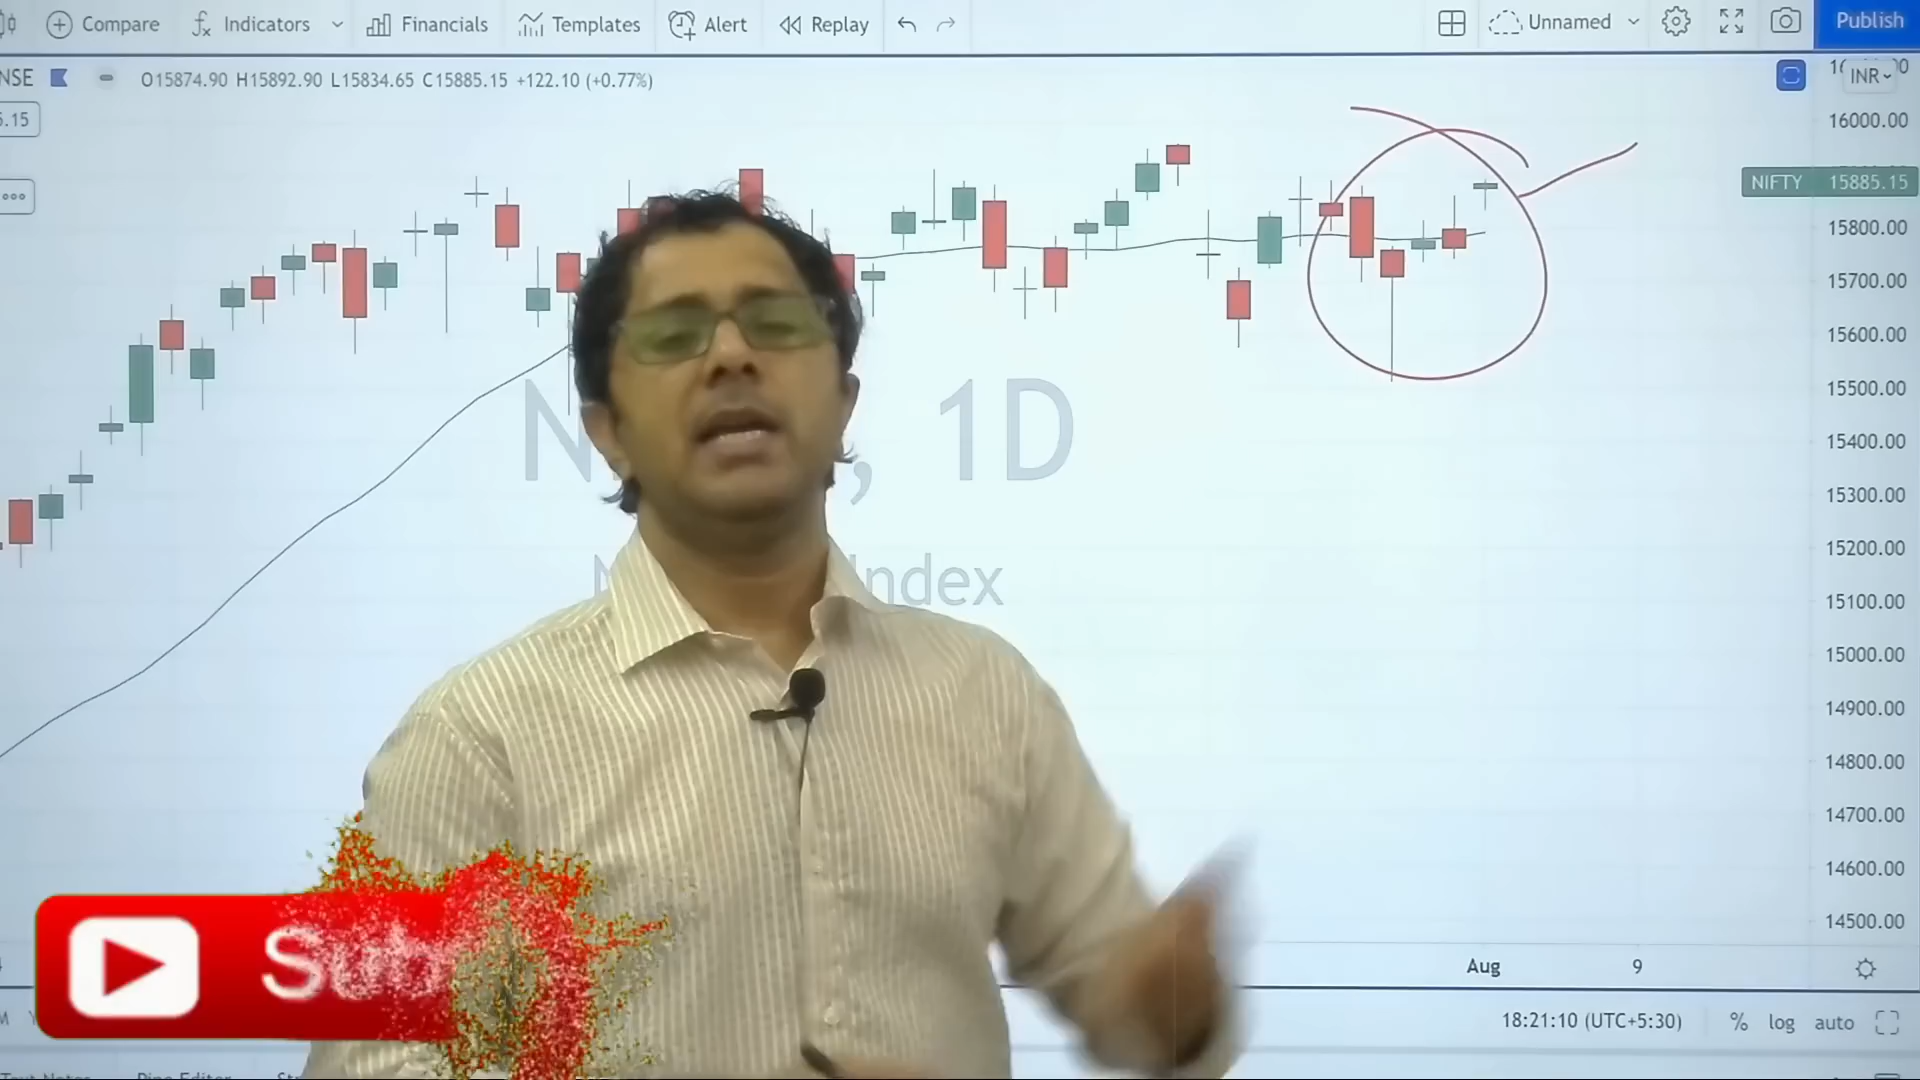 Compare Indicators Financials Templates Alert Replay Unnamed Publish
NSE O15874.90 H15892.90 L15834.65 C15885.15 +122.10 (+0.77%)
INR
5.15
16000.00
NIFTY 15885.15
15800.00
15700.00
15600.00
15500.00
15400.00
15300.00
15200.00
15100.00
15000.00
14900.00
14800.00
14700.00
14600.00
14500.00
, 1D
Index
Aug 9
18:21:10 (UTC+5:30) % log auto